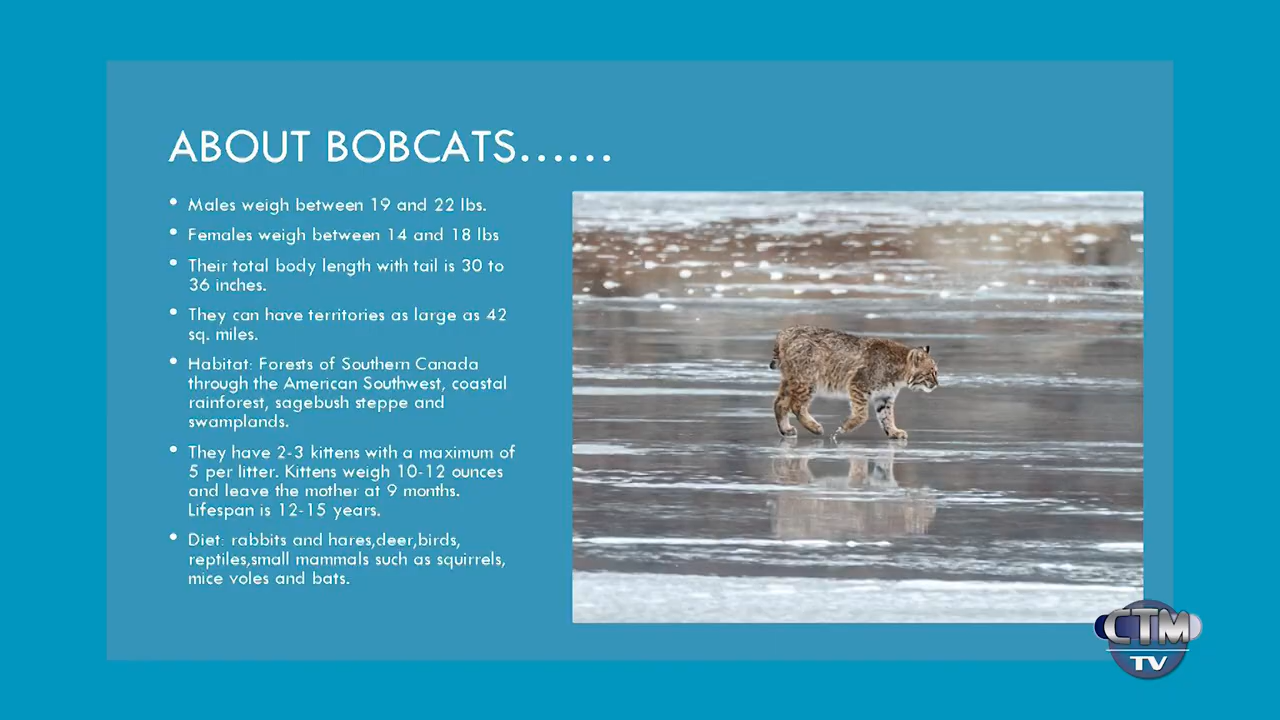 ABOUT BOBCATS......
• Males weigh between 19 and 22 lbs.
• Females weigh between 14 and 18 lbs
• Their total body length with tail is 30 to
36 inches.
• They can have territories as large as 42
sq. miles.
• Habitat: Forests of Southern Canada
through the American Southwest, coastal
rainforest, sagebush steppe and
swamplands.
• They have 2-3 kittens with a maximum of
5 per litter. Kittens weigh 10-12 ounces
and leave the mother at 9 months.
Lifespan is 12-15 years.
• Diet: rabbits and hares,deer,birds,
reptiles,small mammals such as squirrels,
mice voles and bats.
CTM
TV